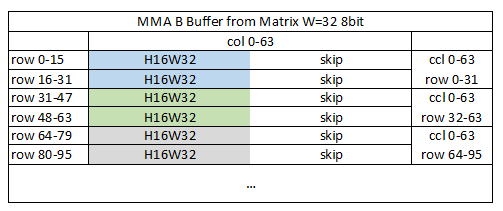 MMA B Buffer from Matrix W=32 8bit
col 0-63
row 0-15 H16W32 skip ccl 0-63
row 16-31 H16W32 skip row 0-31
row 31-47 H16W32 skip ccl 0-63
row 48-63 H16W32 skip row 32-63
row 64-79 H16W32 skip ccl 0-63
row 80-95 H16W32 skip row 64-95
...